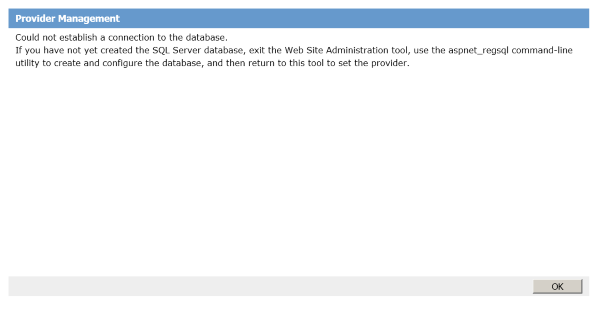 Provider Management
Could not establish a connection to the database.
If you have not yet created the SQL Server database, exit the Web Site Administration tool, use the aspnet_regsql command-line
utility to create and configure the database, and then return to this tool to set the provider.
OK